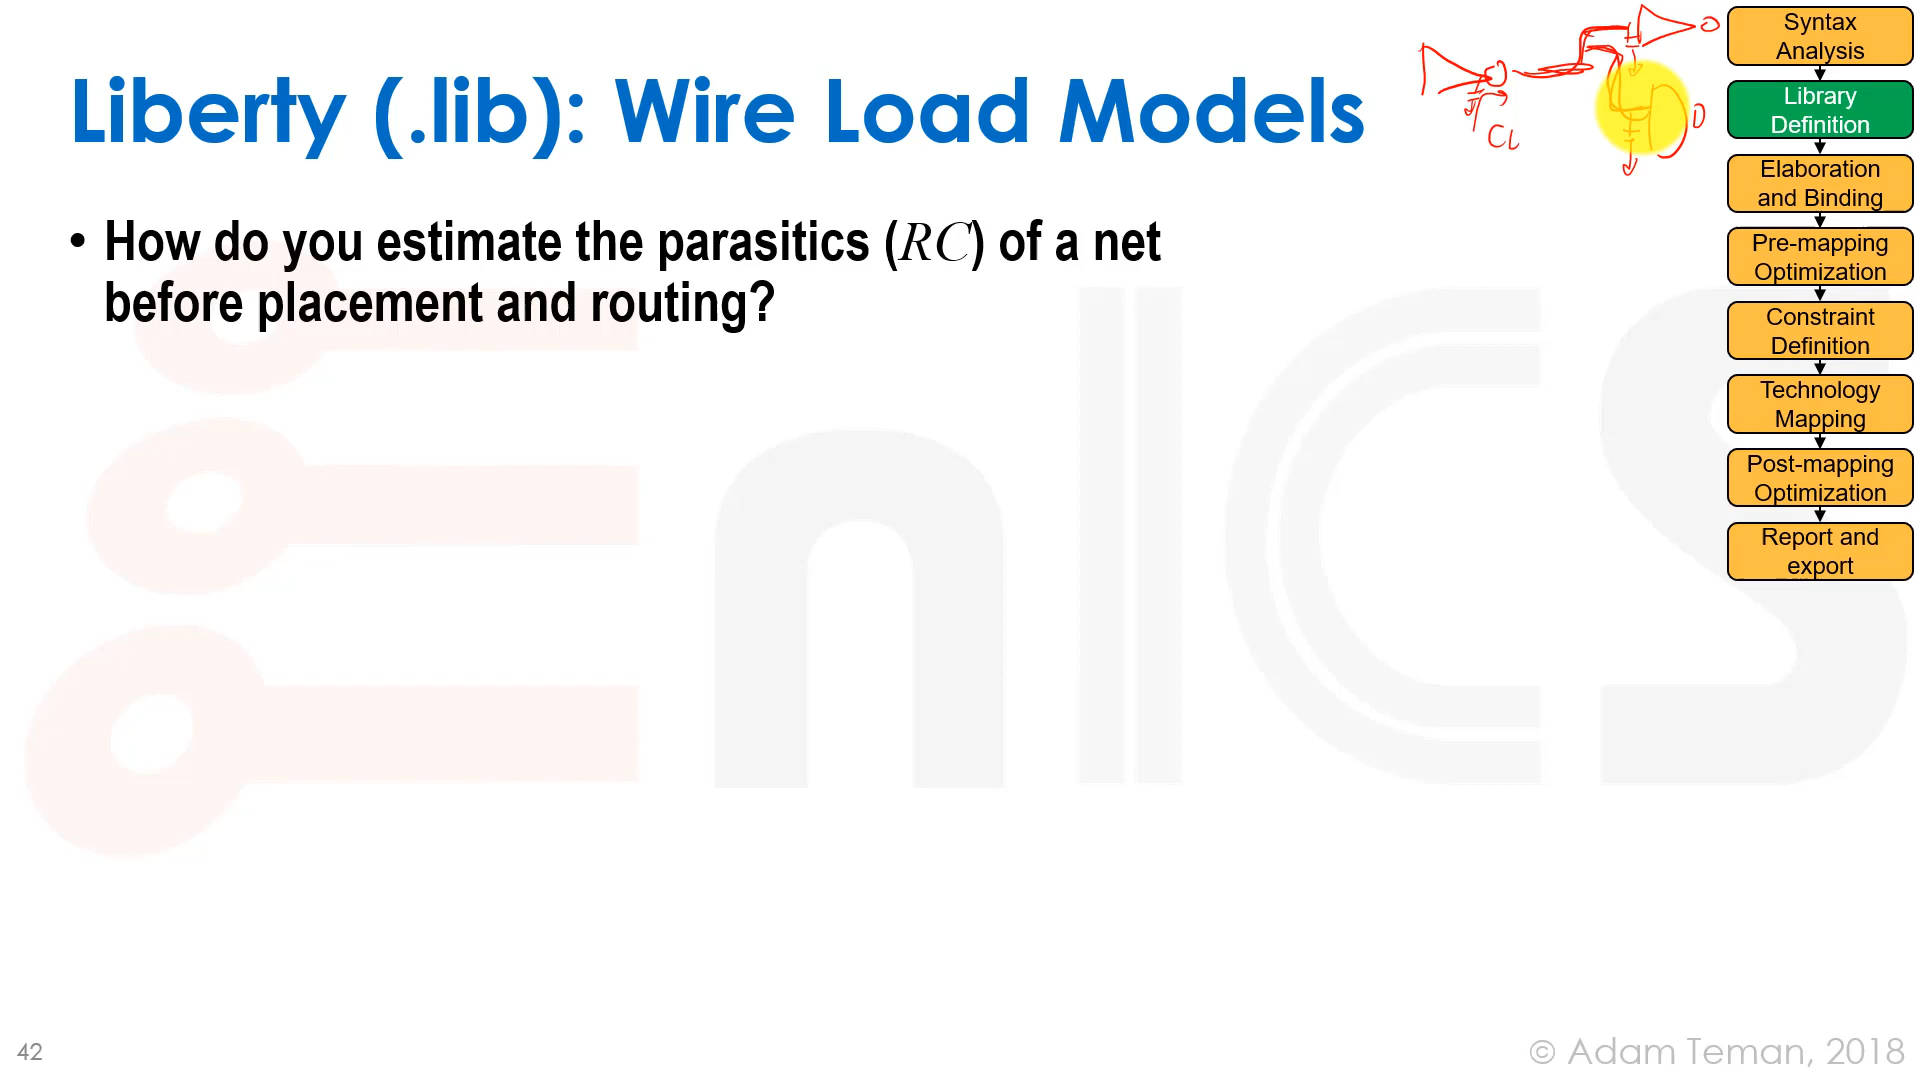 Liberty (.lib): Wire Load Models
CL
• How do you estimate the parasitics (RC) of a net
before placement and routing?
Syntax
Analysis
Library
Definition
Elaboration
and Binding
Pre-mapping
Optimization
Constraint
Definition
Technology
Mapping
Post-mapping
Optimization
Report and
export
EnICS
42
© Adam Teman, 2018